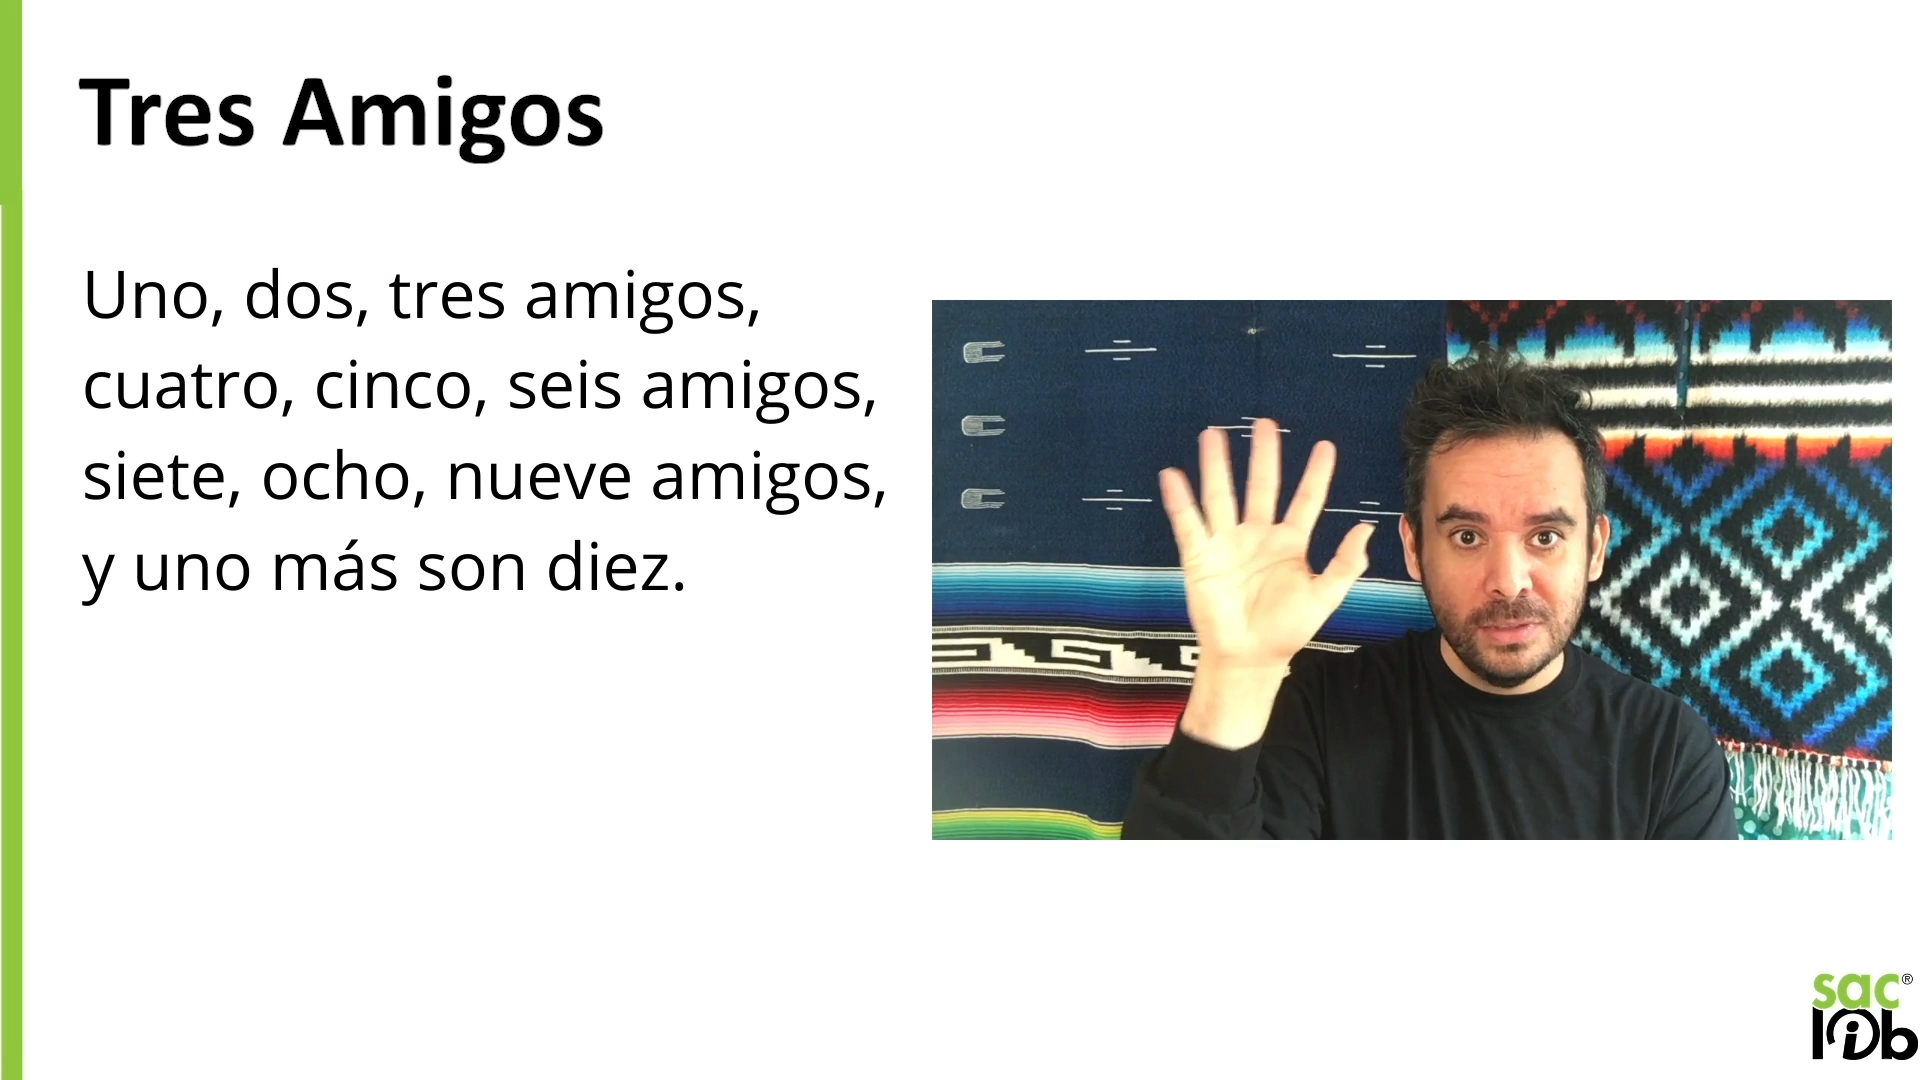 Tres Amigos
Uno, dos, tres amigos,
cuatro, cinco, seis amigos,
siete, ocho, nueve amigos,
y uno más son diez.
sac®
lib